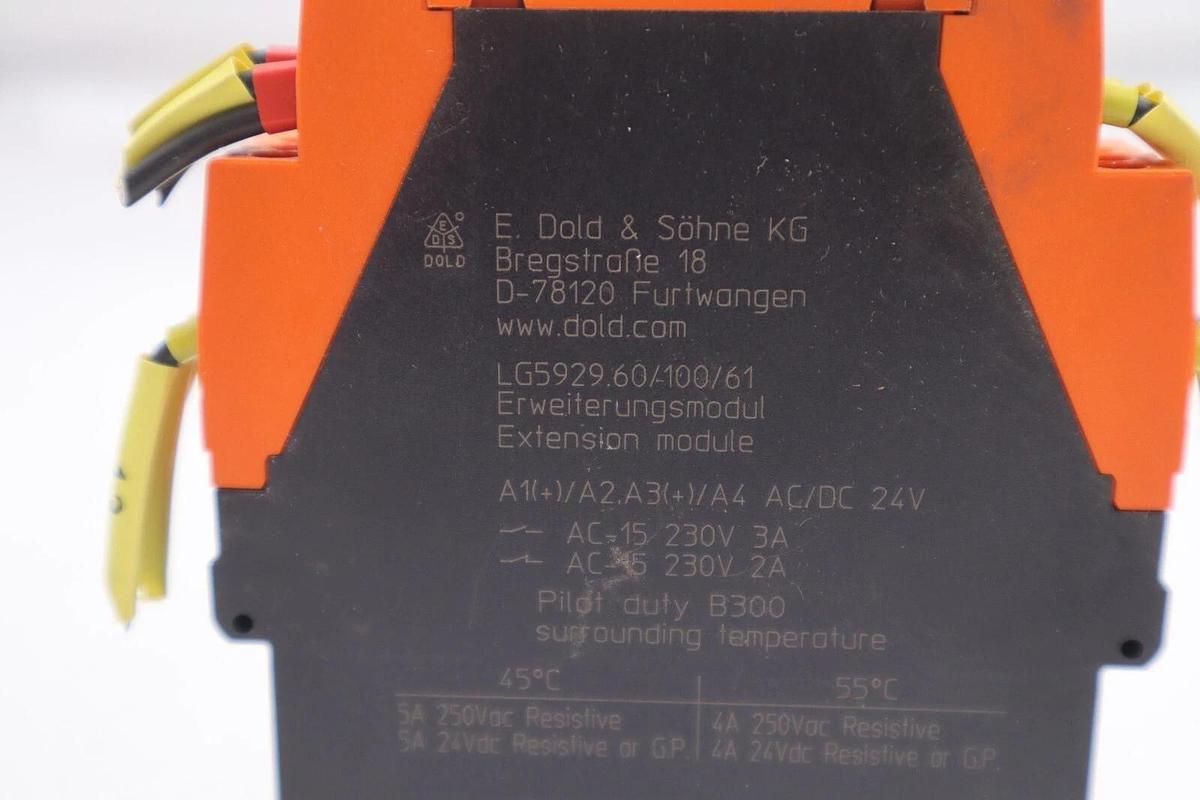 E
D S
DOLD
E. Dold & Söhne KG
Bregstraße 18
D-78120 Furtwangen
www.dold.com
LG5929.60/-100/61
Erweiterungsmodul
Extension module
A1(+)/A2,A3(+)/A4 AC/DC 24V
AC-15 230V 3A
AC-15 230V 2A
Pilot duty B300
surrounding temperature
45°C 55°C
5A 250Vac Resistive 4A 250Vac Resistive
5A 24Vdc Resistive or G.P. 4A 24Vdc Resistive or G.P.